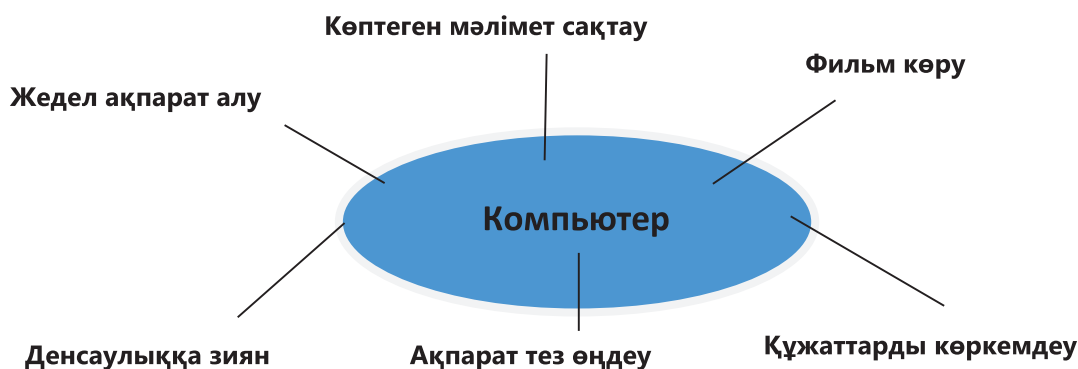 Көптеген мәлімет сақтау
Фильм көру
Жедел ақпарат алу
Компьютер
Денсаулыққа зиян
Ақпарат тез өңдеу
Құжаттарды көркемдеу